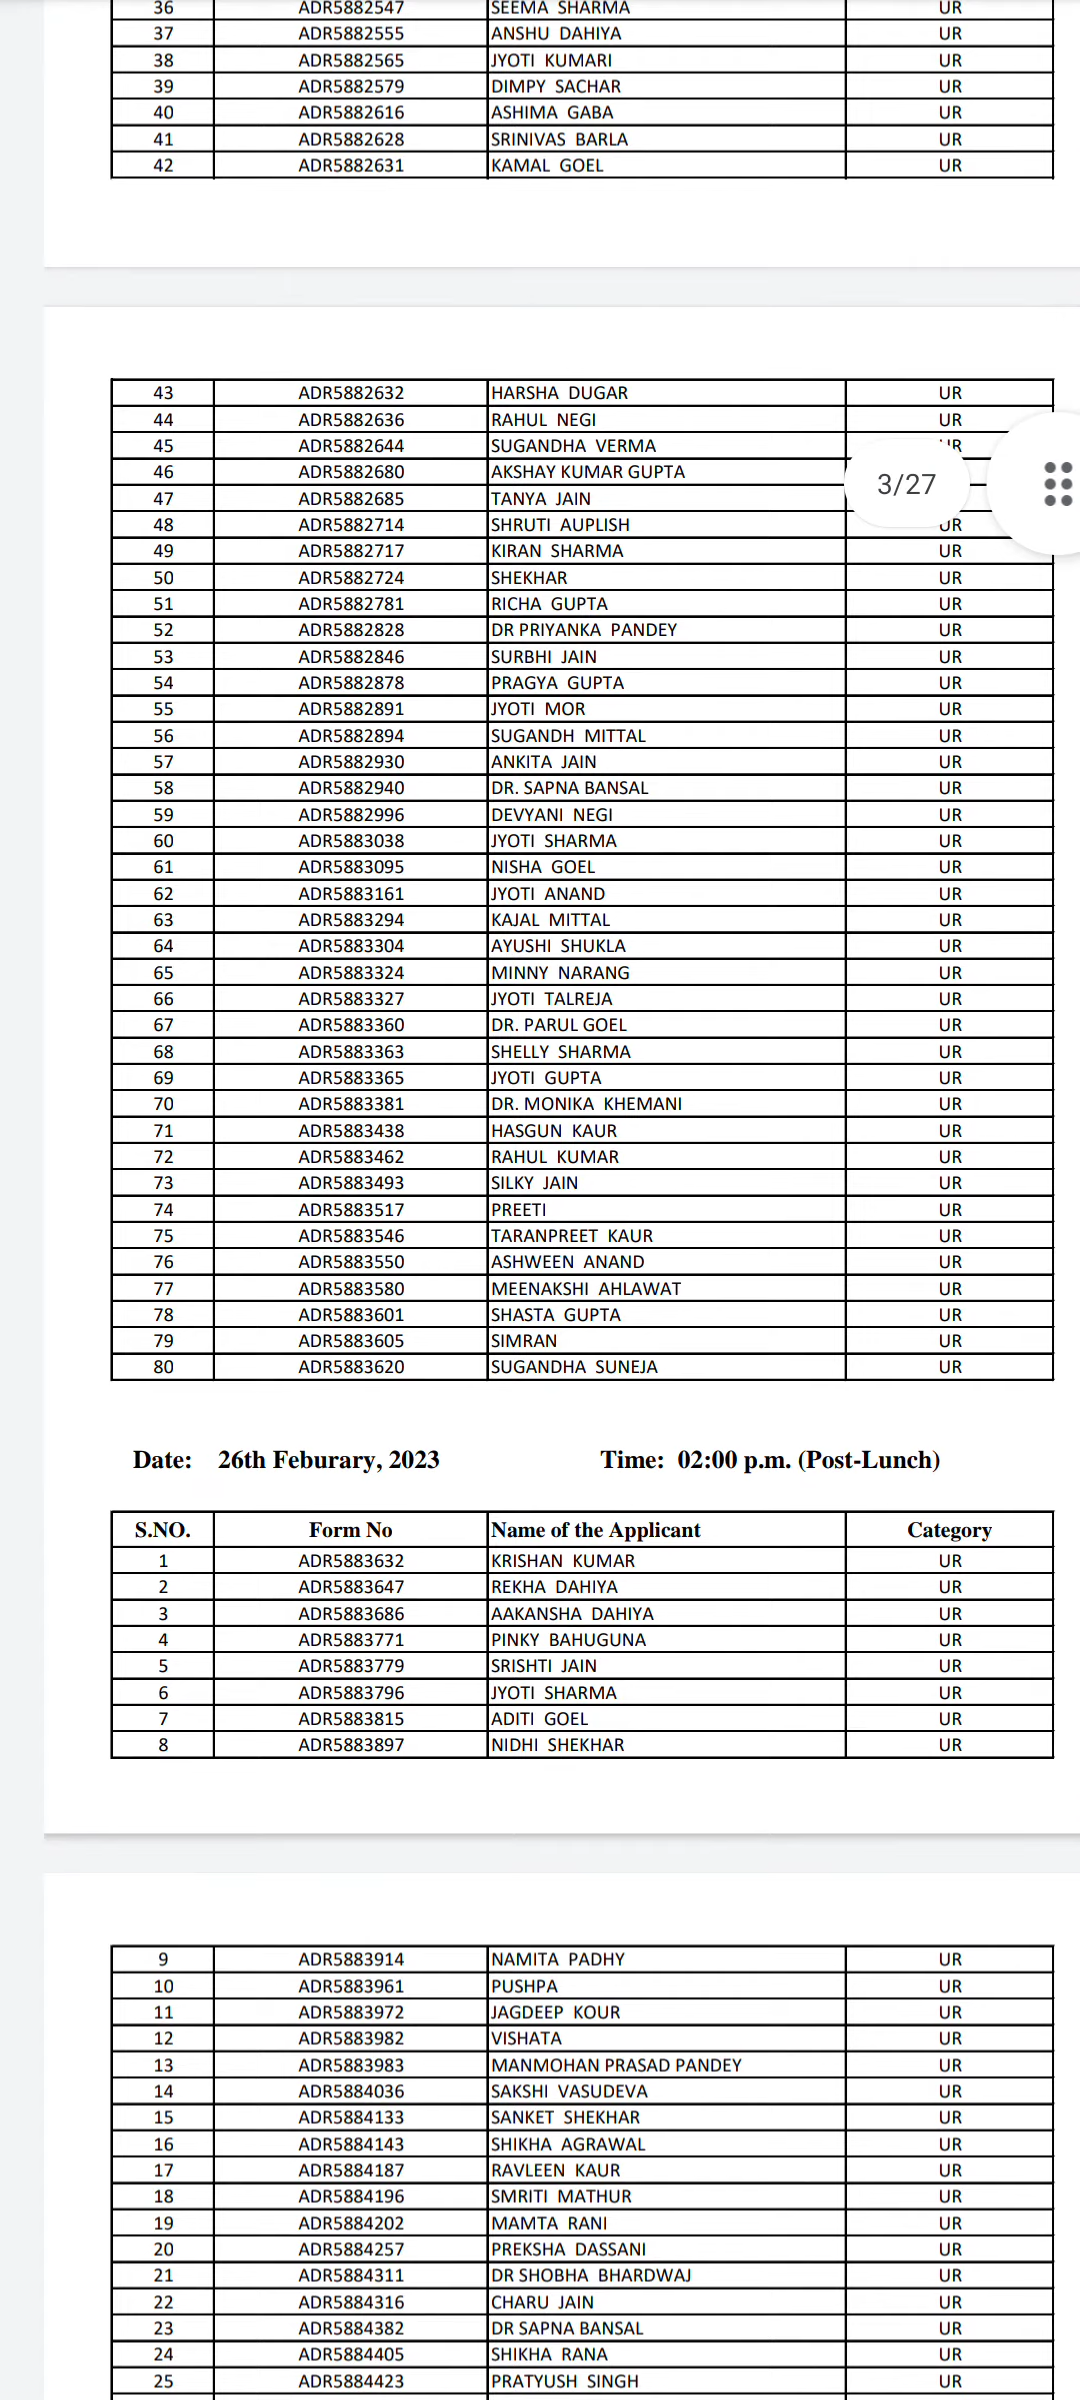 36 ADR5882547 SEEMA SHARMA UR
37 ADR5882555 ANSHU DAHIYA UR
38 ADR5882565 JYOTI KUMARI UR
39 ADR5882579 DIMPY SACHAR UR
40 ADR5882616 ASHIMA GABA UR
41 ADR5882628 SRINIVAS BARLA UR
42 ADR5882631 KAMAL GOEL UR
43 ADR5882632 HARSHA DUGAR UR
44 ADR5882636 RAHUL NEGI UR
45 ADR5882644 SUGANDHA VERMA UR
46 ADR5882680 AKSHAY KUMAR GUPTA
3/27
47 ADR5882685 TANYA JAIN
48 ADR5882714 SHRUTI AUPLISH UR
49 ADR5882717 KIRAN SHARMA UR
50 ADR5882724 SHEKHAR UR
51 ADR5882781 RICHA GUPTA UR
52 ADR5882828 DR PRIYANKA PANDEY UR
53 ADR5882846 SURBHI JAIN UR
54 ADR5882878 PRAGYA GUPTA UR
55 ADR5882891 JYOTI MOR UR
56 ADR5882894 SUGANDH MITTAL UR
57 ADR5882930 ANKITA JAIN UR
58 ADR5882940 DR. SAPNA BANSAL UR
59 ADR5882996 DEVYANI NEGI UR
60 ADR5883038 JYOTI SHARMA UR
61 ADR5883095 NISHA GOEL UR
62 ADR5883161 JYOTI ANAND UR
63 ADR5883294 KAJAL MITTAL UR
64 ADR5883304 AYUSHI SHUKLA UR
65 ADR5883324 MINNY NARANG UR
66 ADR5883327 JYOTI TALREJA UR
67 ADR5883360 DR. PARUL GOEL UR
68 ADR5883363 SHELLY SHARMA UR
69 ADR5883365 JYOTI GUPTA UR
70 ADR5883381 DR. MONIKA KHEMANI UR
71 ADR5883438 HASGUN KAUR UR
72 ADR5883462 RAHUL KUMAR UR
73 ADR5883493 SILKY JAIN UR
74 ADR5883517 PREETI UR
75 ADR5883546 TARANPREET KAUR UR
76 ADR5883550 ASHWEEN ANAND UR
77 ADR5883580 MEENAKSHI AHLAWAT UR
78 ADR5883601 SHASTA GUPTA UR
79 ADR5883605 SIMRAN UR
80 ADR5883620 SUGANDHA SUNEJA UR
Date: 26th Feburary, 2023 Time: 02:00 p.m. (Post-Lunch)
S.NO. Form No Name of the Applicant Category
1 ADR5883632 KRISHAN KUMAR UR
2 ADR5883647 REKHA DAHIYA UR
3 ADR5883686 AAKANSHA DAHIYA UR
4 ADR5883771 PINKY BAHUGUNA UR
5 ADR5883779 SRISHTI JAIN UR
6 ADR5883796 JYOTI SHARMA UR
7 ADR5883815 ADITI GOEL UR
8 ADR5883897 NIDHI SHEKHAR UR
9 ADR5883914 NAMITA PADHY UR
10 ADR5883961 PUSHPA UR
11 ADR5883972 JAGDEEP KOUR UR
12 ADR5883982 VISHATA UR
13 ADR5883983 MANMOHAN PRASAD PANDEY UR
14 ADR5884036 SAKSHI VASUDEVA UR
15 ADR5884133 SANKET SHEKHAR UR
16 ADR5884143 SHIKHA AGRAWAL UR
17 ADR5884187 RAVLEEN KAUR UR
18 ADR5884196 SMRITI MATHUR UR
19 ADR5884202 MAMTA RANI UR
20 ADR5884257 PREKSHA DASSANI UR
21 ADR5884311 DR SHOBHA BHARDWAJ UR
22 ADR5884316 CHARU JAIN UR
23 ADR5884382 DR SAPNA BANSAL UR
24 ADR5884405 SHIKHA RANA UR
25 ADR5884423 PRATYUSH SINGH UR